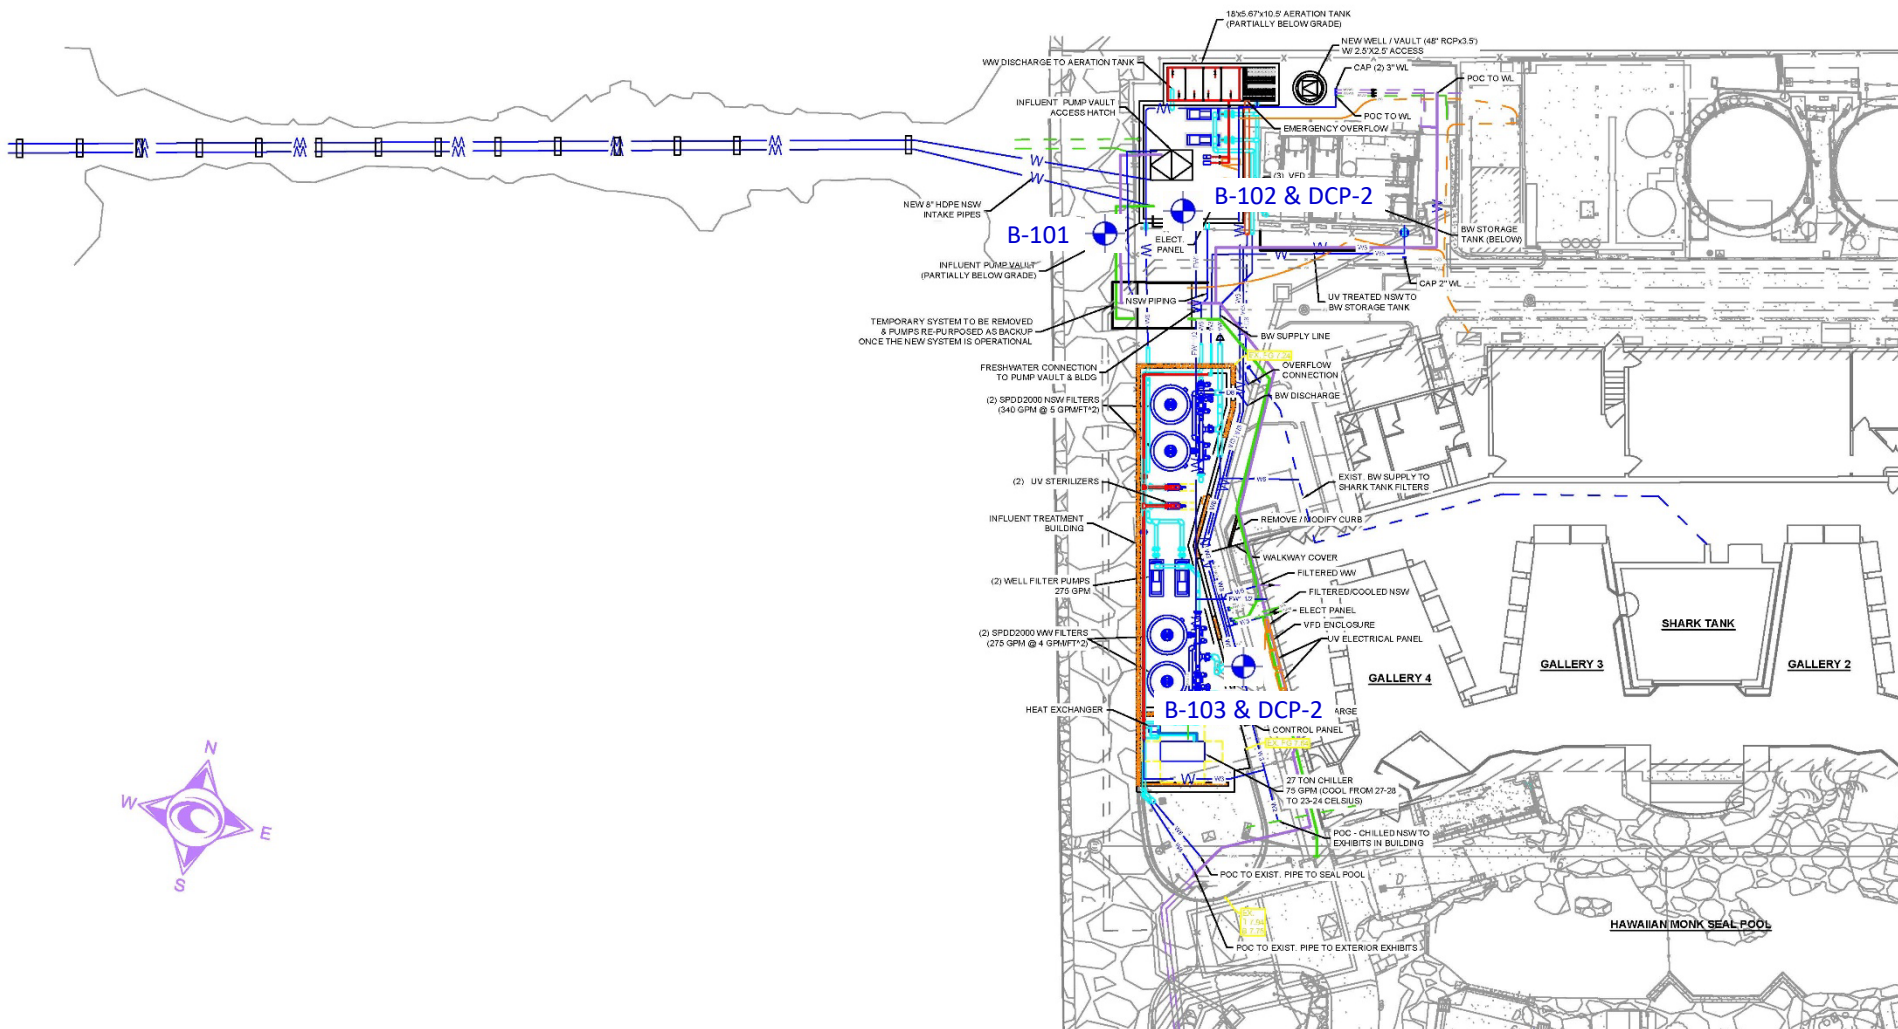 18'x5.67'x10.5' AERATION TANK
(PARTIALLY BELOW GRADE)
NEW WELL / VAULT (48" RCPx3.5')
W/ 2.5'X2.5' ACCESS
WW DISCHARGE TO AERATION TANK
CAP (2) 3" WL
POC TO WL
INFLUENT PUMP VAULT
ACCESS HATCH
POC TO WL
EMERGENCY OVERFLOW
(3) VFD
B-102 & DCP-2
NEW 8" HDPE NSW
INTAKE PIPES
B-101
ELECT.
PANEL
BW STORAGE
TANK (BELOW)
INFLUENT PUMP VAULT
(PARTIALLY BELOW GRADE)
CAP 2" WL
NSW PIPING
UV TREATED NSW TO
BW STORAGE TANK
TEMPORARY SYSTEM TO BE REMOVED
& PUMPS RE-PURPOSED AS BACKUP
ONCE THE NEW SYSTEM IS OPERATIONAL
BW SUPPLY LINE
FRESHWATER CONNECTION
TO PUMP VAULT & BLDG
OVERFLOW
CONNECTION
BW DISCHARGE
(2) SPDD2000 NSW FILTERS
(340 GPM @ 5 GPM/FT^2)
(2) UV STERILIZERS
EXIST. BW SUPPLY TO
SHARK TANK FILTERS
INFLUENT TREATMENT
BUILDING
REMOVE / MODIFY CURB
WALKWAY COVER
(2) WELL FILTER PUMPS
275 GPM
FILTERED WW
FILTERED/COOLED NSW
ELECT PANEL
VFD ENCLOSURE
UV ELECTRICAL PANEL
(2) SPDD2000 WW FILTERS
(275 GPM @ 4 GPM/FT^2)
SHARK TANK
GALLERY 3
GALLERY 2
GALLERY 4
HEAT EXCHANGER
B-103 & DCP-2
ARGE
CONTROL PANEL
27 TON CHILLER
75 GPM (COOL FROM 27-28
TO 23-24 CELSIUS)
POC - CHILLED NSW TO
EXHIBITS IN BUILDING
POC TO EXIST. PIPE TO SEAL POOL
HAWAIIAN MONK SEAL POOL
POC TO EXIST. PIPE TO EXTERIOR EXHIBITS
N
W
E
S